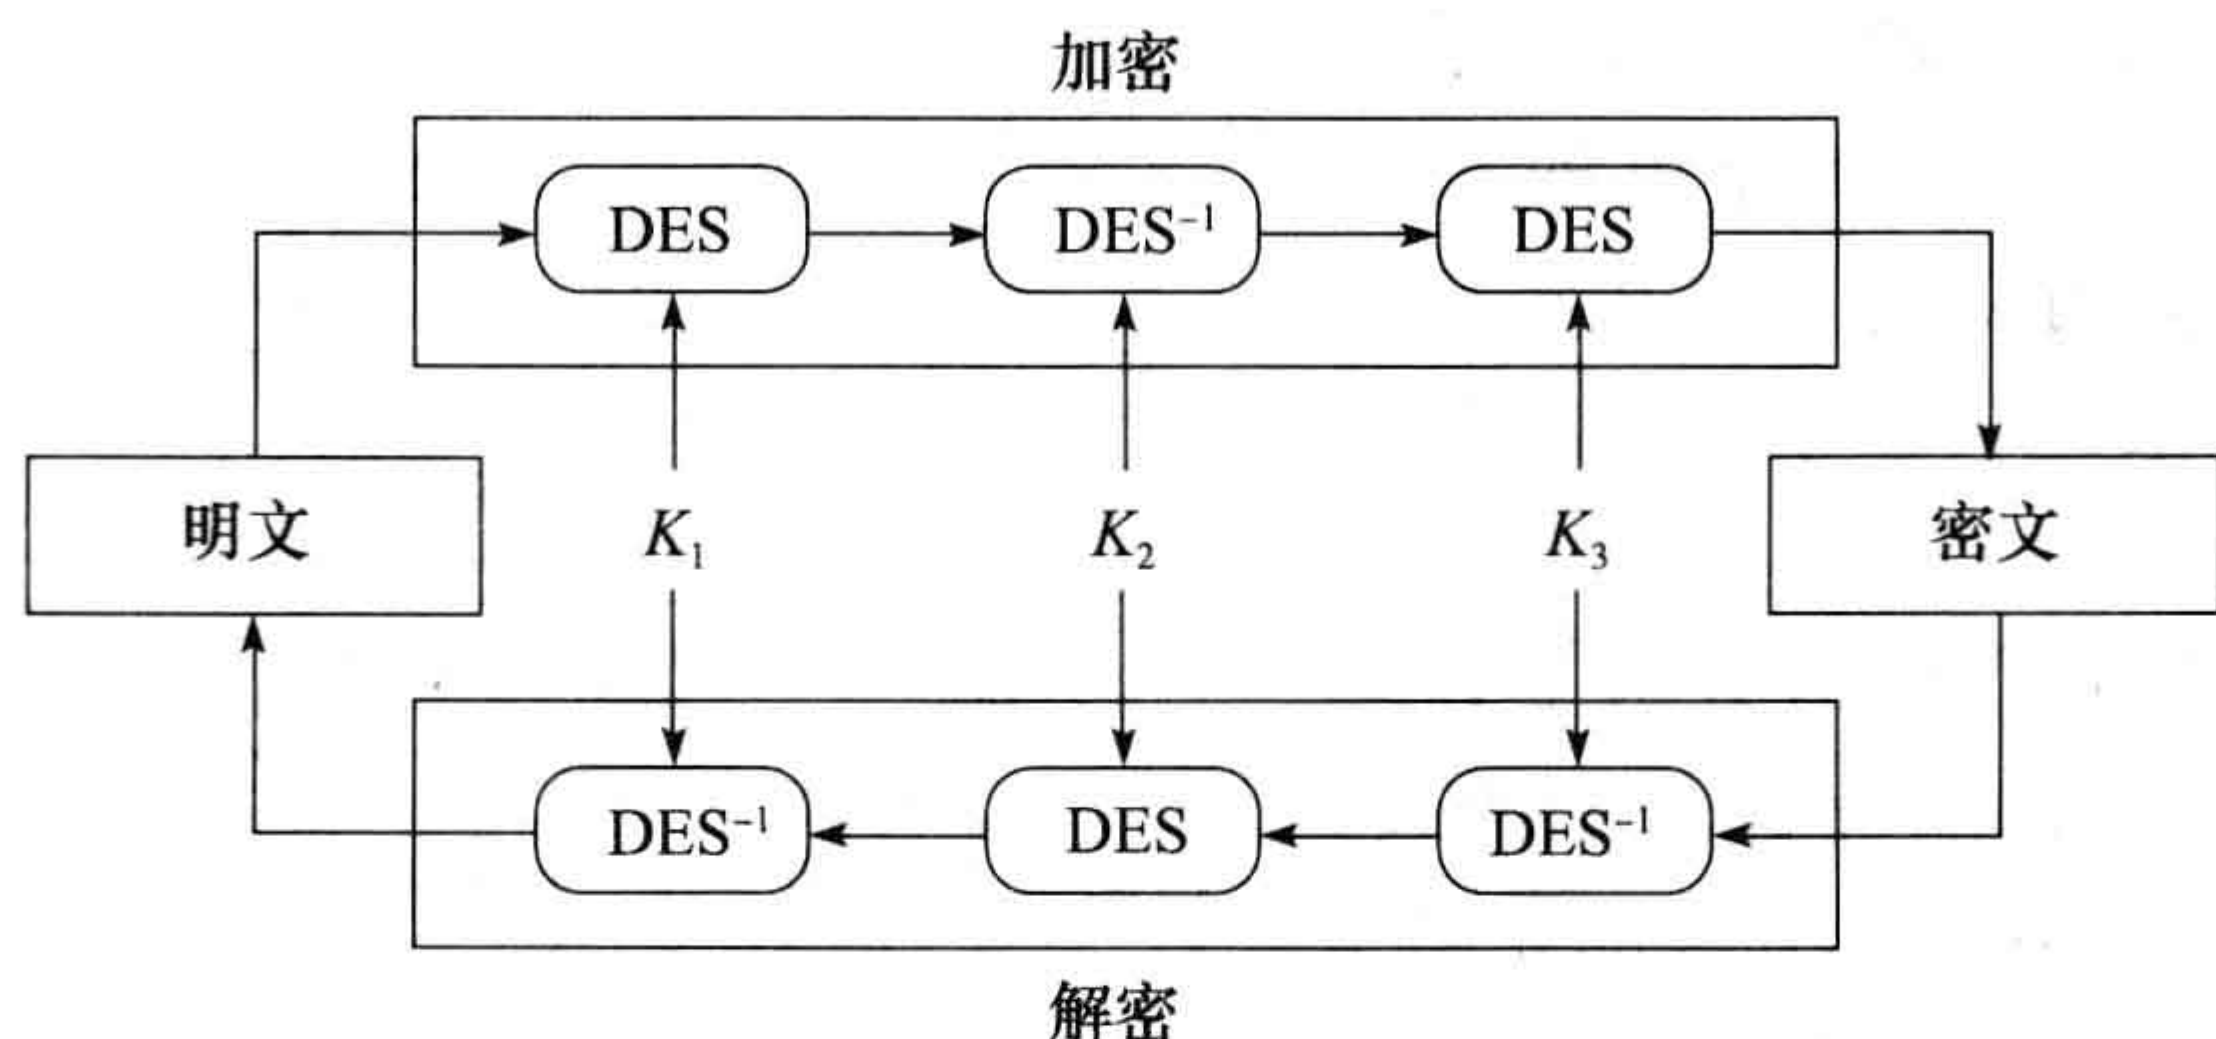 加密
DES DES⁻¹ DES
明文 K₁ K₂ K₃ 密文
DES⁻¹ DES DES⁻¹
解密